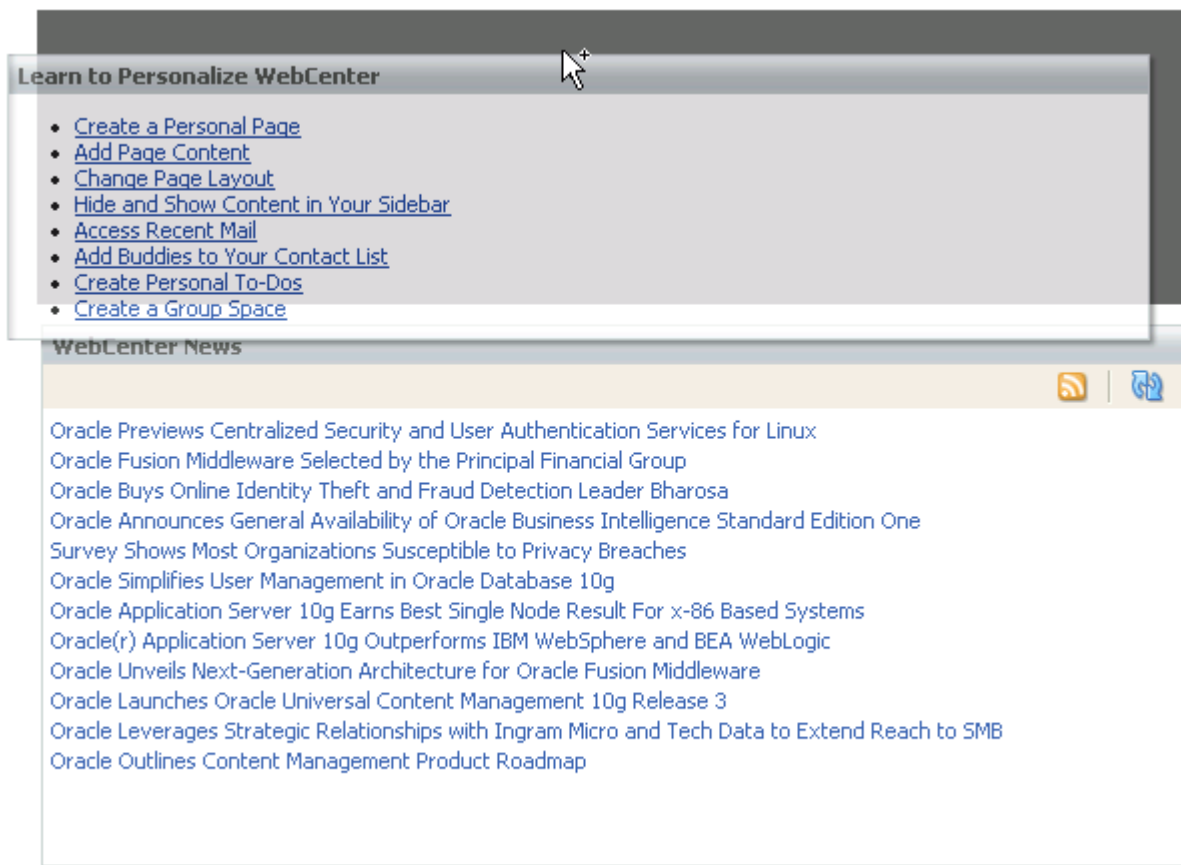 Learn to Personalize WebCenter
Create a Personal Page
Add Page Content
Change Page Layout
Hide and Show Content in Your Sidebar
Access Recent Mail
Add Buddies to Your Contact List
Create Personal To-Dos
Create a Group Space
WebCenter News
Oracle Previews Centralized Security and User Authentication Services for Linux
Oracle Fusion Middleware Selected by the Principal Financial Group
Oracle Buys Online Identity Theft and Fraud Detection Leader Bharosa
Oracle Announces General Availability of Oracle Business Intelligence Standard Edition One
Survey Shows Most Organizations Susceptible to Privacy Breaches
Oracle Simplifies User Management in Oracle Database 10g
Oracle Application Server 10g Earns Best Single Node Result For x-86 Based Systems
Oracle(r) Application Server 10g Outperforms IBM WebSphere and BEA WebLogic
Oracle Unveils Next-Generation Architecture for Oracle Fusion Middleware
Oracle Launches Oracle Universal Content Management 10g Release 3
Oracle Leverages Strategic Relationships with Ingram Micro and Tech Data to Extend Reach to SMB
Oracle Outlines Content Management Product Roadmap